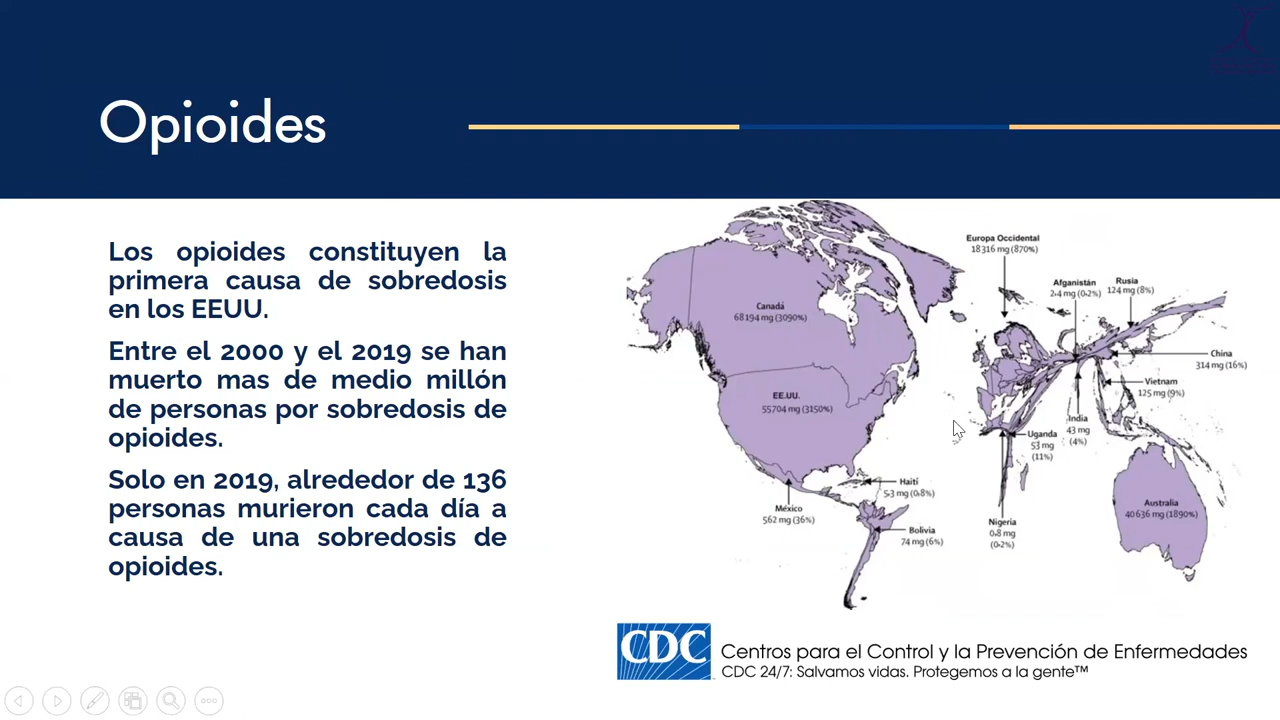 Opioides
Los opioides constituyen la
primera causa de sobredosis
en los EEUU.
Entre el 2000 y el 2019 se han
muerto mas de medio millón
de personas por sobredosis de
opioides.
Solo en 2019, alrededor de 136
personas murieron cada día a
causa de una sobredosis de
opioides.
Europa Occidental
18316 mg (870%)
Afganistán
2·4 mg (0·2%)
Rusia
124 mg (8%)
Canadá
68194 mg (3090%)
China
314 mg (16%)
Vietnam
125 mg (9%)
EE.UU.
55704 mg (3150%)
India
43 mg
(4%)
Uganda
53 mg
(11%)
Haití
5·3 mg (0·8%)
México
562 mg (36%)
Bolivia
74 mg (6%)
Nigeria
0·8 mg
(0·2%)
Australia
40636 mg (1890%)
CDC
Centros para el Control y la Prevención de Enfermedades
CDC 24/7: Salvamos vidas. Protegemos a la gente™